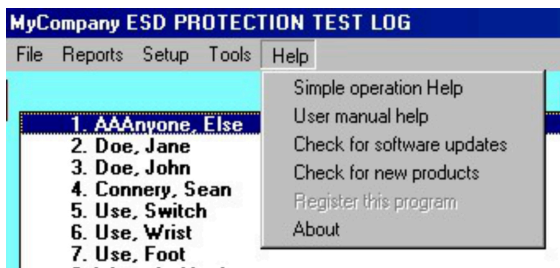 MyCompany ESD PROTECTION TEST LOG
File Reports Setup Tools Help
Simple operation Help
User manual help
Check for software updates
Check for new products
Register this program
About
1. AAAnyone, Else
2. Doe, Jane
3. Doe, John
4. Connery, Sean
5. Use, Switch
6. Use, Wrist
7. Use, Foot